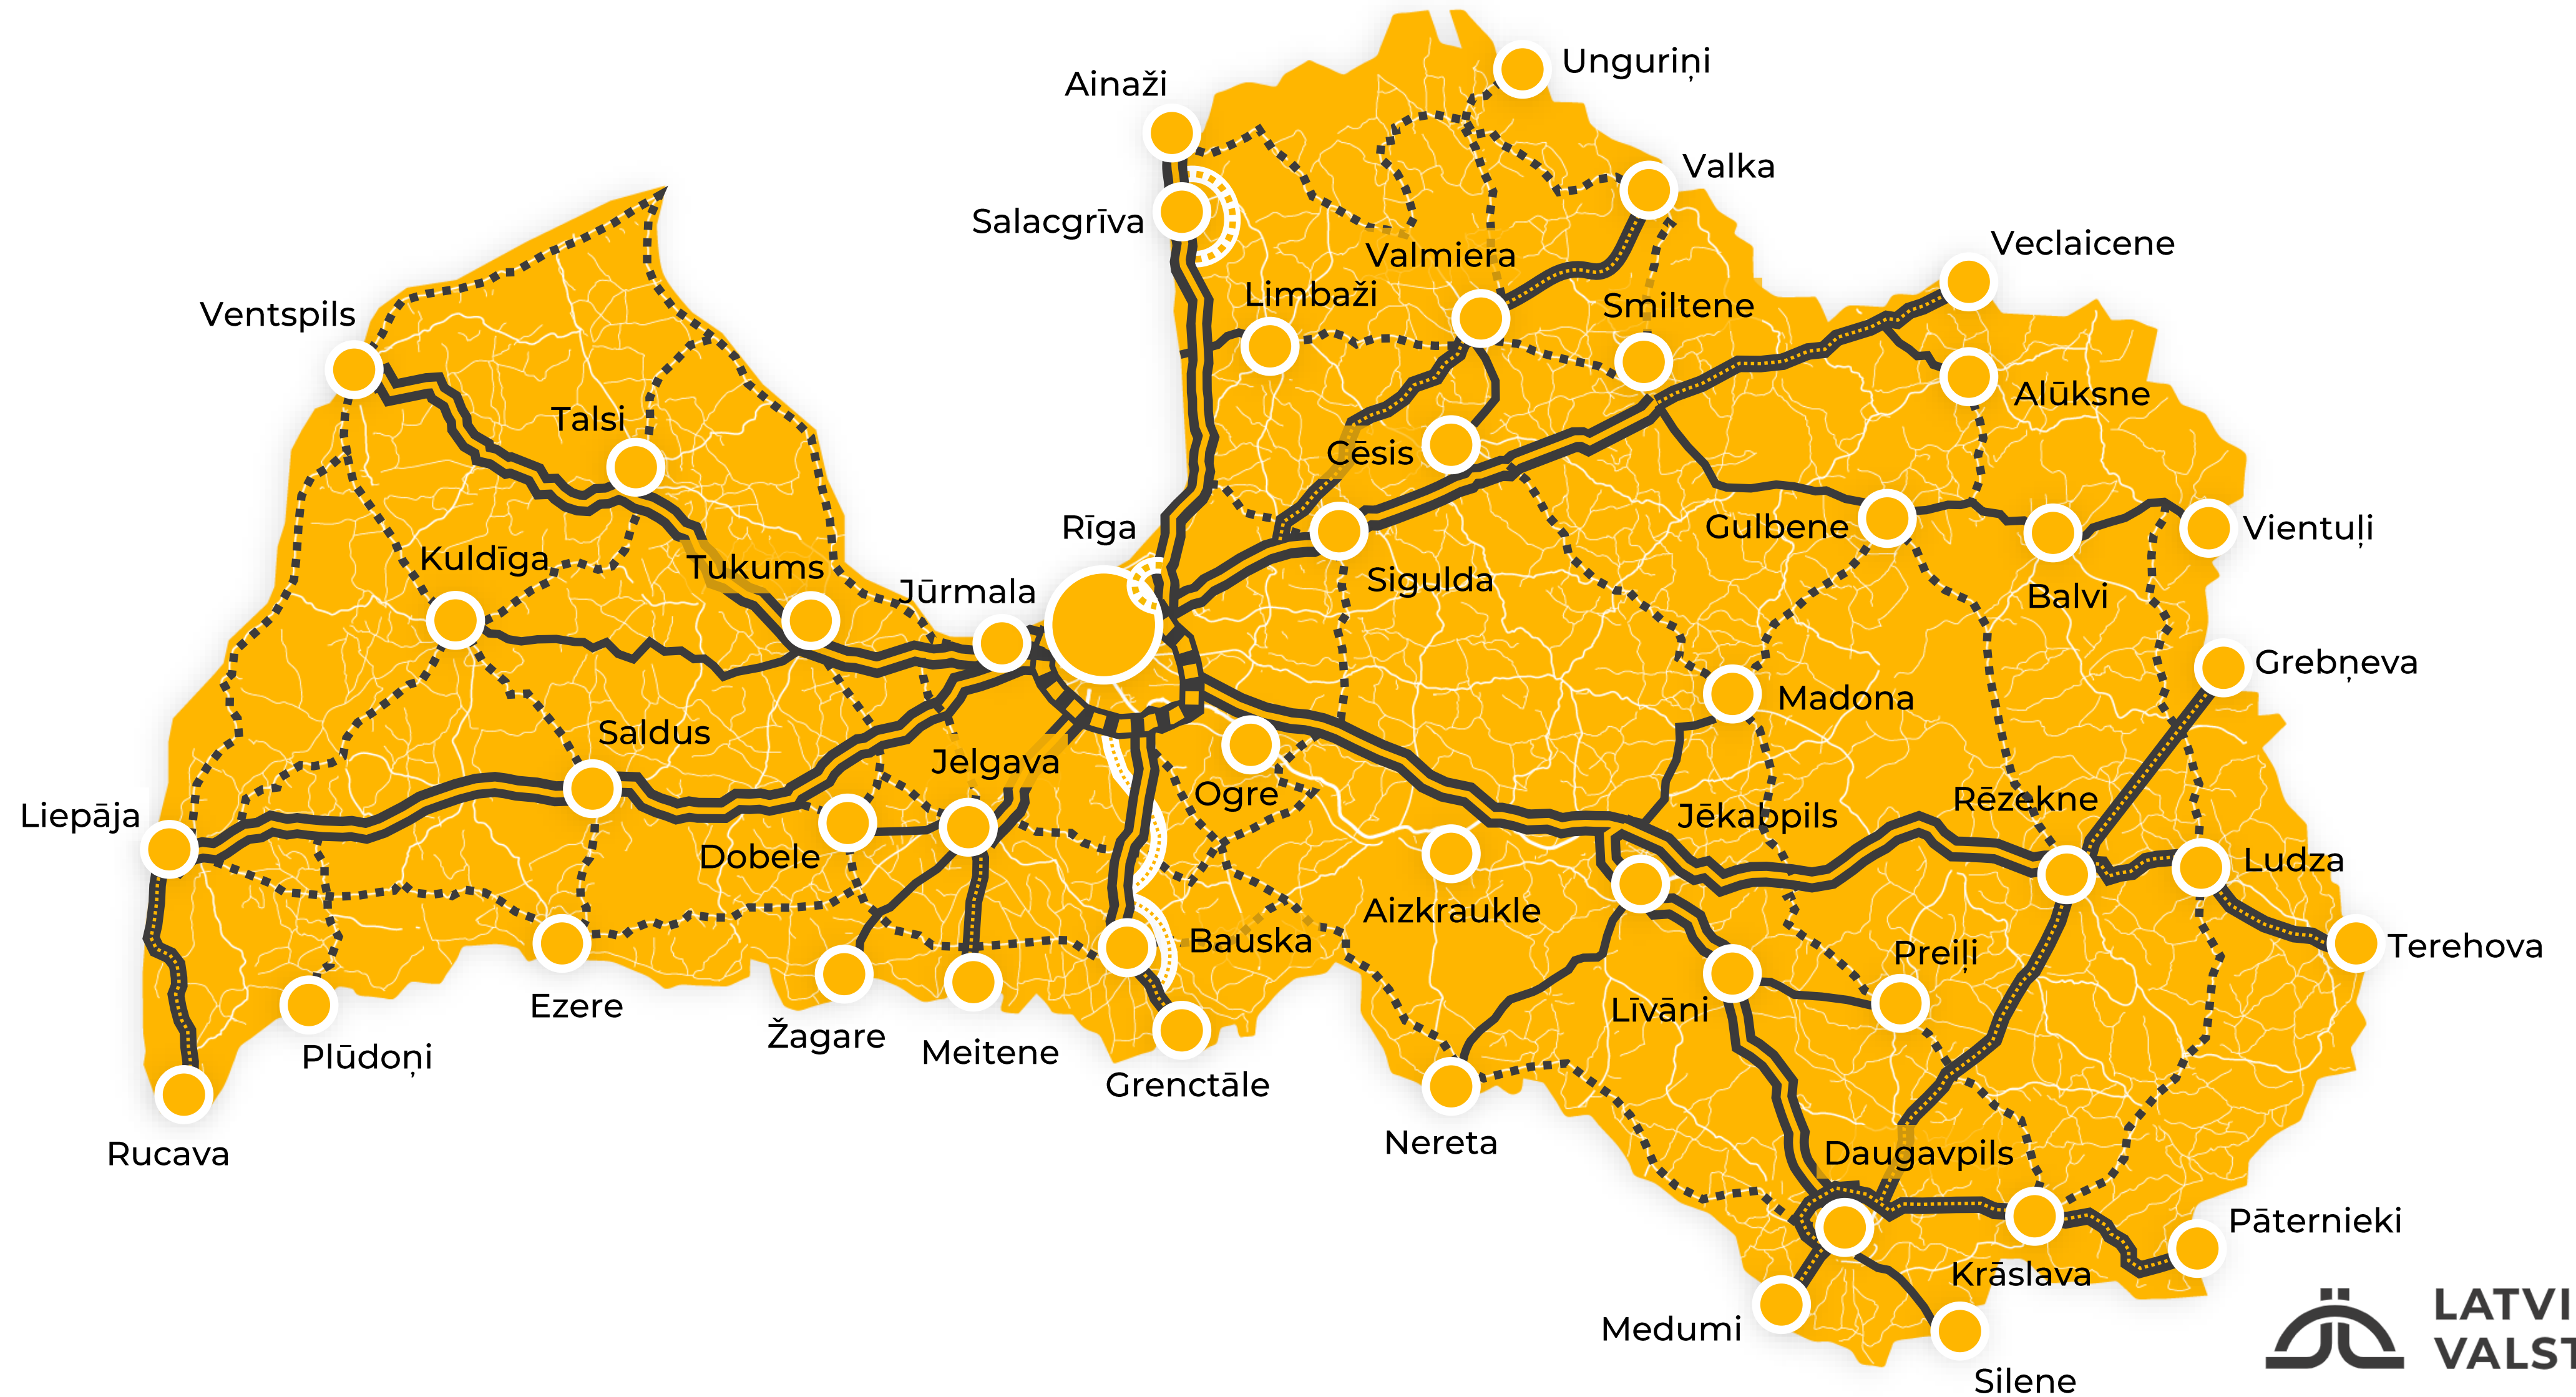 Unguriņi
Ainaži
Valka
Salacgrīva
Veclaicene
Valmiera
Limbaži
Smiltene
Ventspils
Alūksne
Talsi
Cēsis
Rīga
Gulbene
Vientuļi
Kuldīga
Tukums
Jūrmala
Sigulda
Balvi
Grebņeva
Madona
Saldus
Jelgava
Ogre
Rēzekne
Liepāja
Jēkabpils
Dobele
Ludza
Aizkraukle
Bauska
Terehova
Preiļi
Ezere
Līvāni
Žagare
Meitene
Plūdoņi
Grenctāle
Nereta
Rucava
Daugavpils
Pāternieki
Krāslava
Medumi
Silene
LATVI
VALST